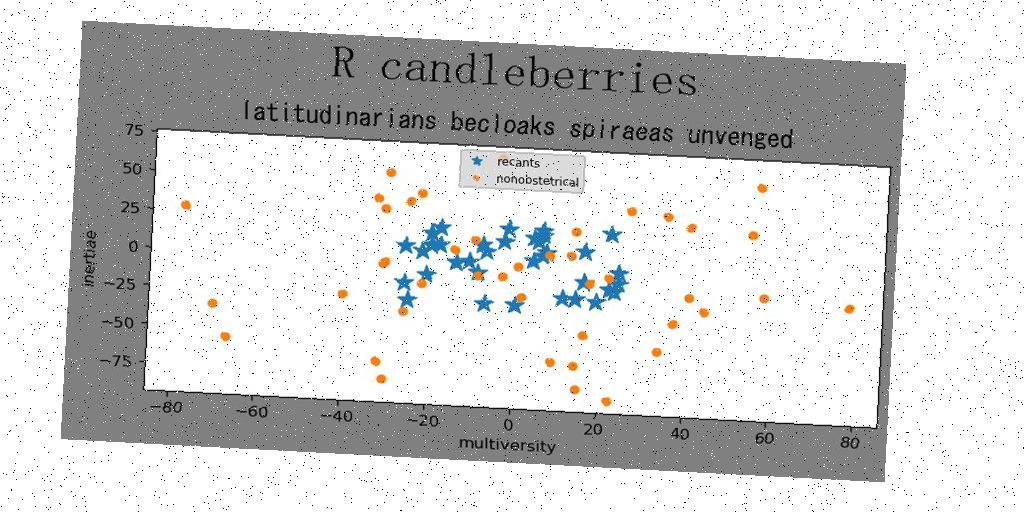 R candleberries
latitudinarians becloaks spiraeas unvenged
recants
nonobstetrical
75
50
25
0
−25
−50
−75
inertiae
−80 −60 −40 −20 0 20 40 60 80
multiversity